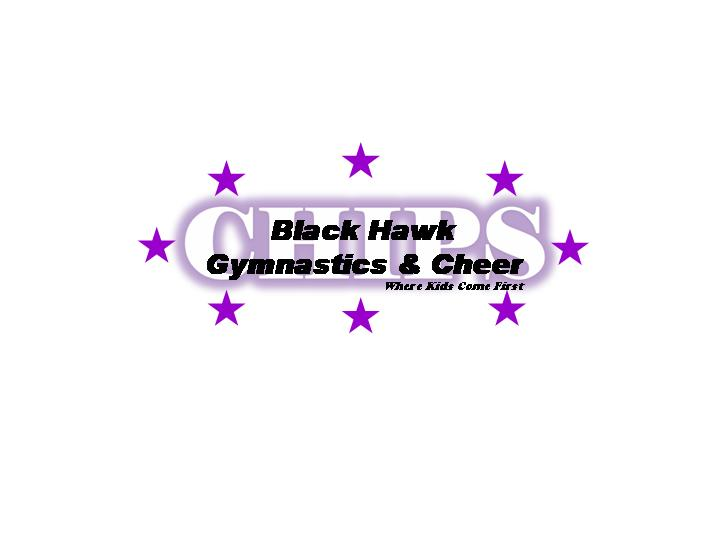 CHIPS
Black Hawk
Gymnastics & Cheer
Where Kids Come First